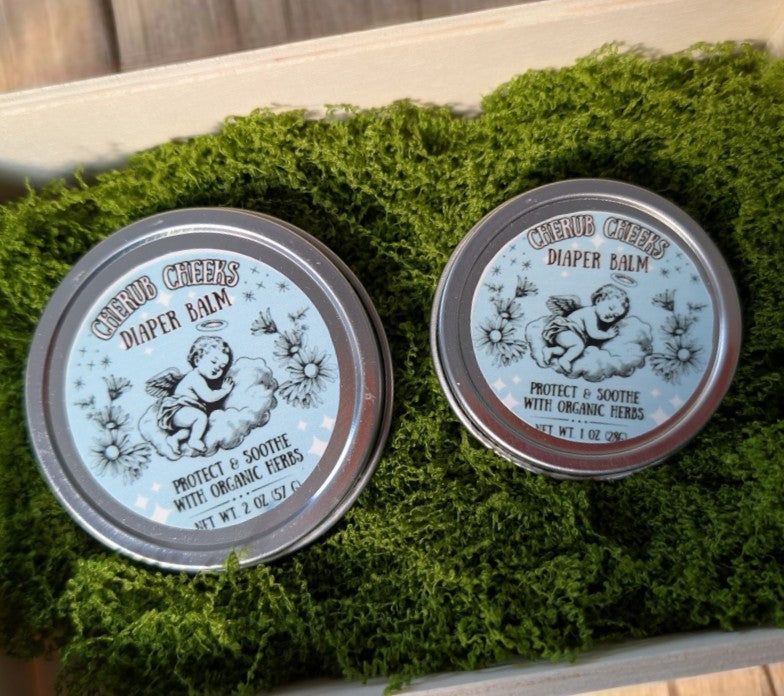 CHERUB CHEEKS
DIAPER BALM
PROTECT & SOOTHE
WITH ORGANIC HERBS
NET WT. 2 OZ (57 G
CHERUB CHEEKS
DIAPER BALM
PROTECT & SOOTHE
WITH ORGANIC HERBS
NET WT. 1 OZ (28G)